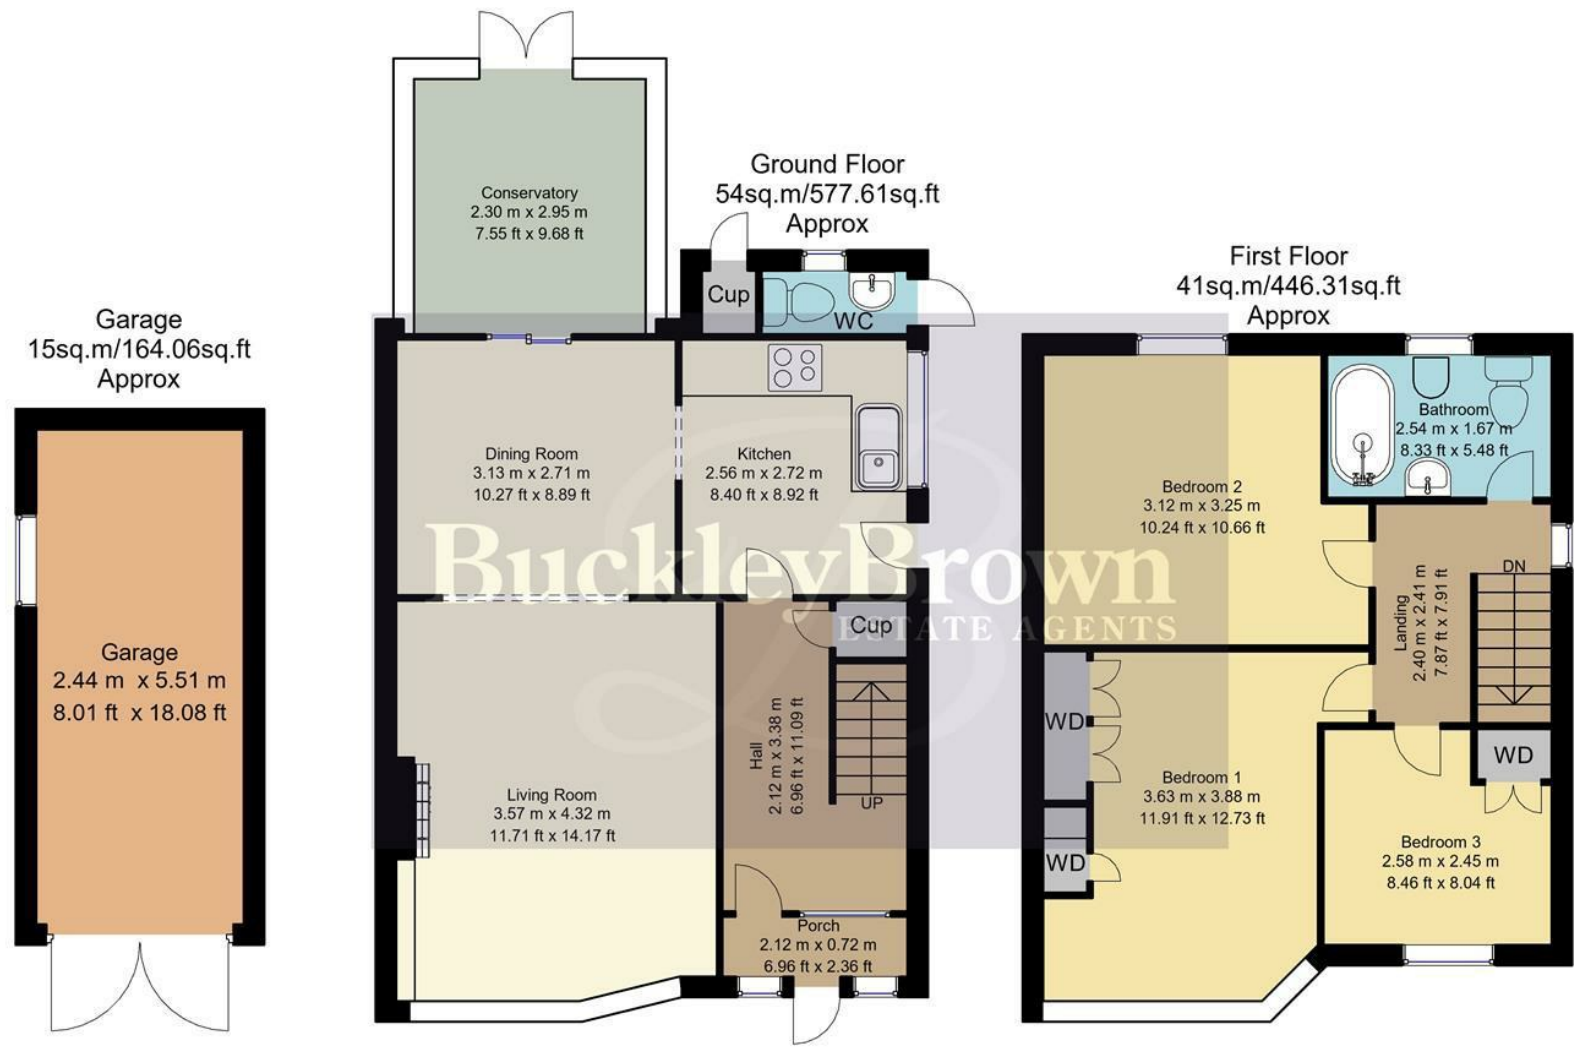 Garage
15sq.m/164.06sq.ft
Approx
Garage
2.44 m x 5.51 m
8.01 ft x 18.08 ft
Ground Floor
54sq.m/577.61sq.ft
Approx
Conservatory
2.30 m x 2.95 m
7.55 ft x 9.68 ft
Cup
WC
Dining Room
3.13 m x 2.71 m
10.27 ft x 8.89 ft
Kitchen
2.56 m x 2.72 m
8.40 ft x 8.92 ft
BuckleyBrown
ESTATE AGENTS
Cup
Hall
2.12 m x 3.38 m
6.96 ft x 11.09 ft
UP
Living Room
3.57 m x 4.32 m
11.71 ft x 14.17 ft
Porch
2.12 m x 0.72 m
6.96 ft x 2.36 ft
First Floor
41sq.m/446.31sq.ft
Approx
Bathroom
2.54 m x 1.67 m
8.33 ft x 5.48 ft
Bedroom 2
3.12 m x 3.25 m
10.24 ft x 10.66 ft
DN
Landing
2.40 m x 2.41 m
7.87 ft x 7.91 ft
WD
WD
Bedroom 1
3.63 m x 3.88 m
11.91 ft x 12.73 ft
WD
Bedroom 3
2.58 m x 2.45 m
8.46 ft x 8.04 ft